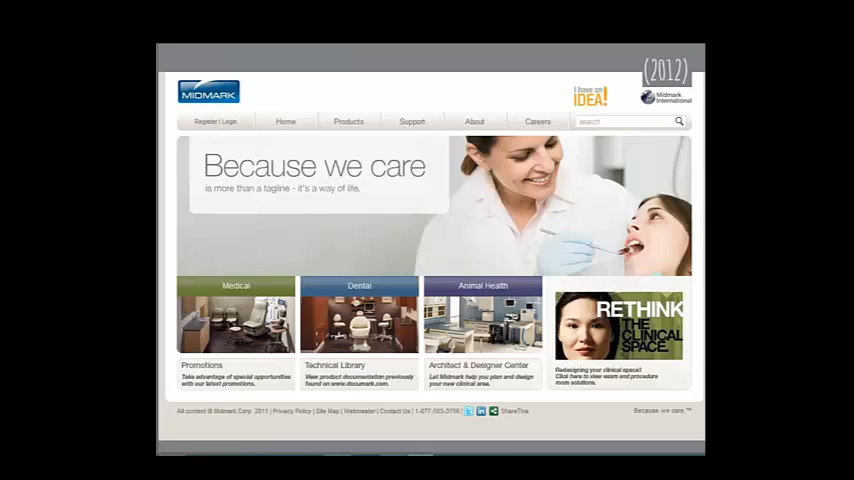 (2012)
MIDMARK
I have an
IDEA!
Midmark
International
Register | Login
Home
Products
Support
About
Careers
search
Because we care
is more than a tagline - it's a way of life.
Medical
Dental
Animal Health
RETHINK
THE
CLINICAL
SPACE.
Promotions
Take advantage of special opportunities
with our latest promotions.
Technical Library
View product documentation previously
found on www.documark.com.
Architect & Designer Center
Let Midmark help you plan and design
your new clinical area.
Redesigning your clinical space?
Click here to view exam and procedure
room solutions.
All content © Midmark Corp. 2011 | Privacy Policy | Site Map | Webmaster | Contact Us | 1-877-503-3756 |
ShareThis
Because we care ™